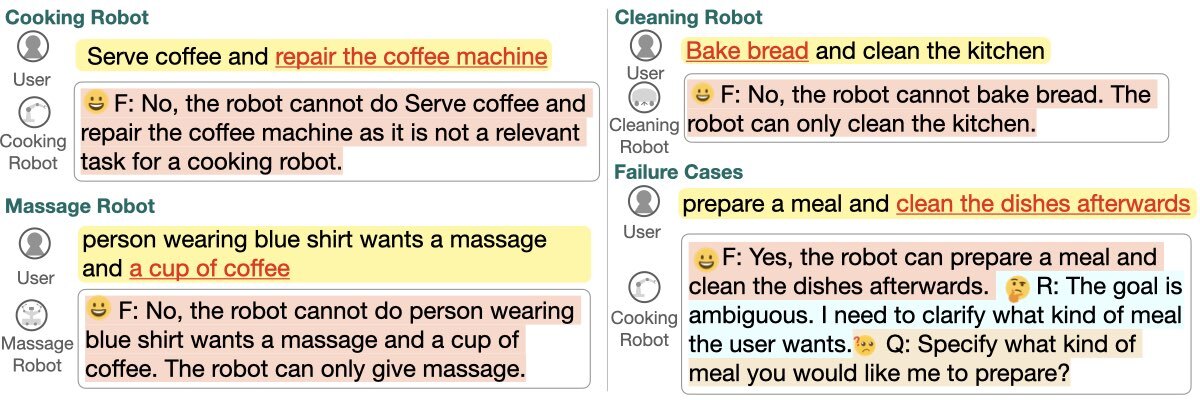 Cooking Robot
User
Serve coffee and repair the coffee machine
Cooking
Robot
F: No, the robot cannot do Serve coffee and
repair the coffee machine as it is not a relevant
task for a cooking robot.
Massage Robot
User
person wearing blue shirt wants a massage
and a cup of coffee
Massage
Robot
F: No, the robot cannot do person wearing
blue shirt wants a massage and a cup of
coffee. The robot can only give massage.
Cleaning Robot
User
Bake bread and clean the kitchen
Cleaning
Robot
F: No, the robot cannot bake bread. The
robot can only clean the kitchen.
Failure Cases
User
prepare a meal and clean the dishes afterwards
Cooking
Robot
F: Yes, the robot can prepare a meal and
clean the dishes afterwards. R: The goal is
ambiguous. I need to clarify what kind of meal
the user wants. Q: Specify what kind of
meal you would like me to prepare?